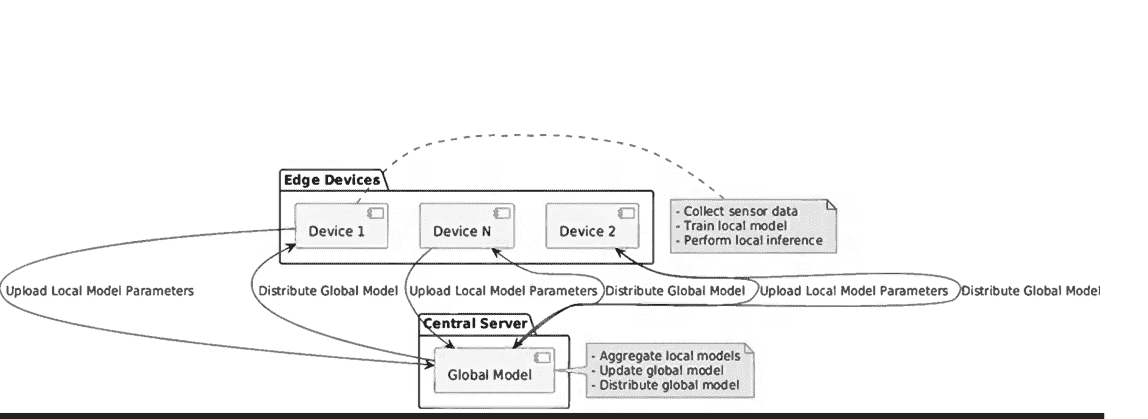 Edge Devices
Device 1
Device N
Device 2
- Collect sensor data
- Train local model
- Perform local inference
Upload Local Model Parameters
Distribute Global Model
Upload Local Model Parameters
Distribute Global Model
Upload Local Model Parameters
Distribute Global Model
Central Server
Global Model
- Aggregate local models
- Update global model
- Distribute global model